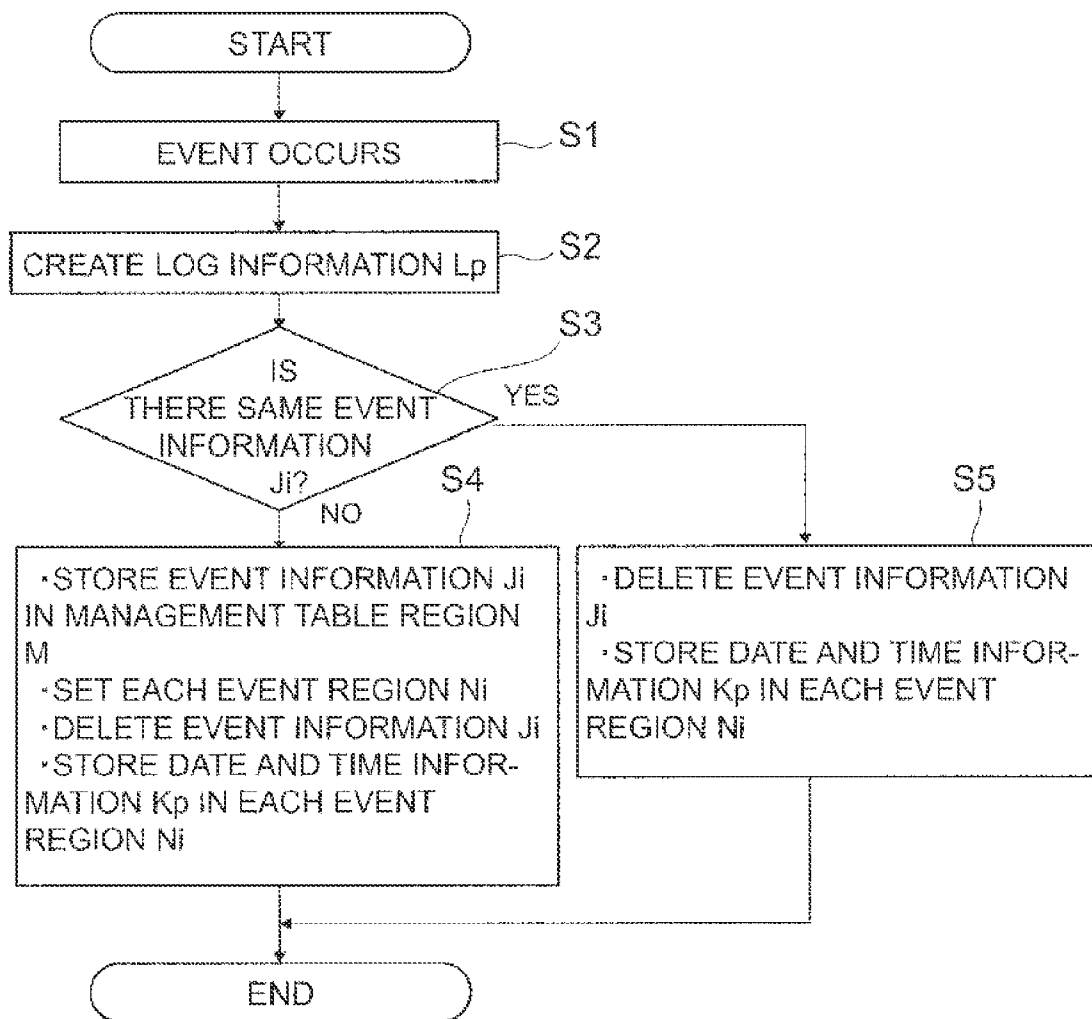 START
EVENT OCCURS
S1
CREATE LOG INFORMATION Lp
S2
S3
IS
THERE SAME EVENT
INFORMATION
Ji?
YES
NO
S4
・STORE EVENT INFORMATION Ji
IN MANAGEMENT TABLE REGION
M
・SET EACH EVENT REGION Ni
・DELETE EVENT INFORMATION Ji
・STORE DATE AND TIME INFOR-
MATION Kp IN EACH EVENT
REGION Ni
S5
・DELETE EVENT INFORMATION
Ji
・STORE DATE AND TIME INFOR-
MATION Kp IN EACH EVENT
REGION Ni
END